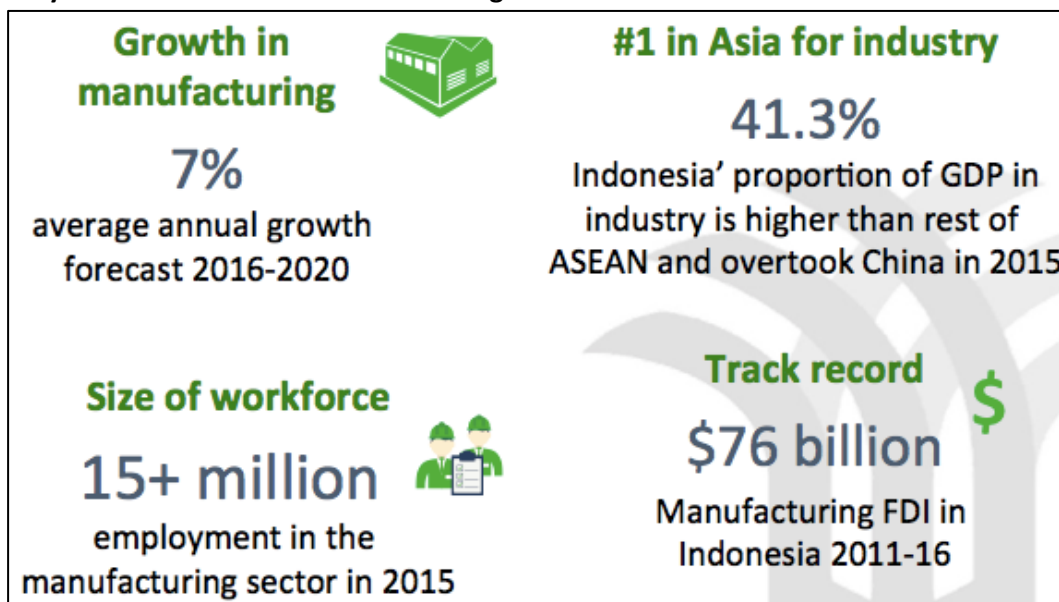 Growth in
manufacturing
7%
average annual growth
forecast 2016-2020
#1 in Asia for industry
41.3%
Indonesia' proportion of GDP in
industry is higher than rest of
ASEAN and overtook China in 2015
Size of workforce
15+ million
employment in the
manufacturing sector in 2015
Track record
$
$76 billion
Manufacturing FDI in
Indonesia 2011-16